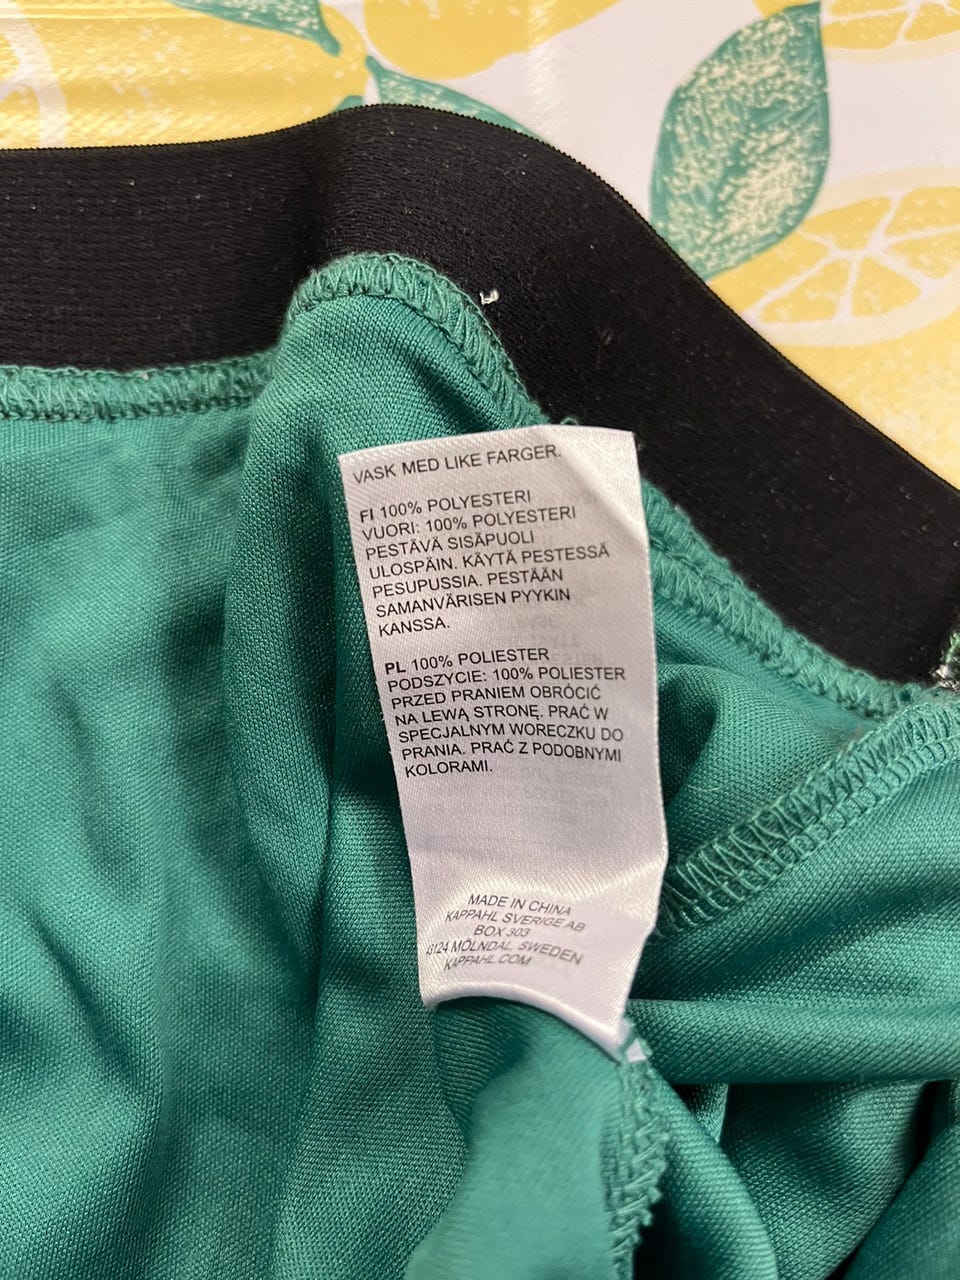 VASK MED LIKE FARGER.
FI 100% POLYESTERI
VUORI: 100% POLYESTERI
PESTÄVÄ SISÄPUOLI
ULOSPÄIN. KÄYTÄ PESTESSÄ
PESUPUSSIA. PESTÄÄN
SAMANVÄRISEN PYYKIN
KANSSA.
PL 100% POLIESTER
PODSZYCIE: 100% POLIESTER
PRZED PRANIEM OBRÓCIĆ
NA LEWĄ STRONĘ. PRAĆ W
SPECJALNYM WORECZKU DO
PRANIA. PRAĆ Z PODOBNYMI
KOLORAMI.
MADE IN CHINA
KAPPAHL SVERIGE AB
BOX 303
43124 MÖLNDAL, SWEDEN
KAPPAHL.COM